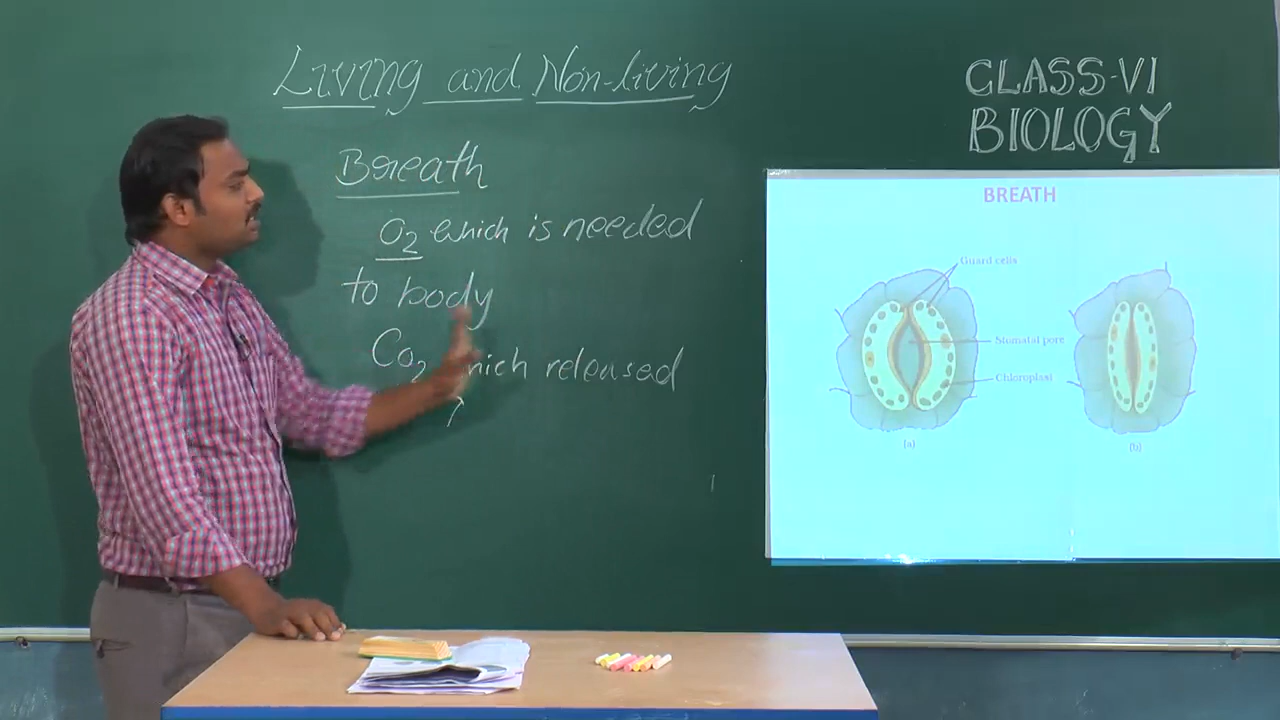 Living and Non-living
Breath
O2 which is needed
to body
Co2 which released
CLASS-VI
BIOLOGY
BREATH
Guard cells
Stomatal pore
Chloroplast
(a)
(b)